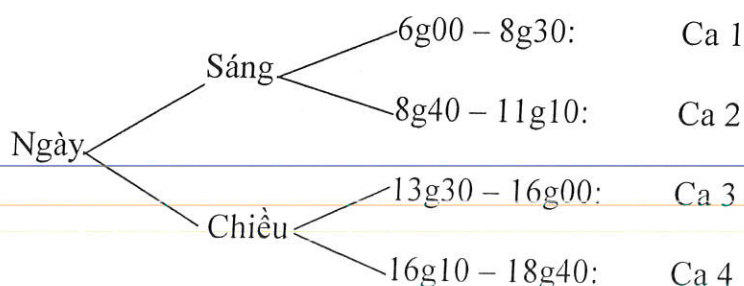 6g00 – 8g30: Ca 1
Sáng
8g40 – 11g10: Ca 2
Ngày
13g30 – 16g00: Ca 3
Chiều
16g10 – 18g40: Ca 4